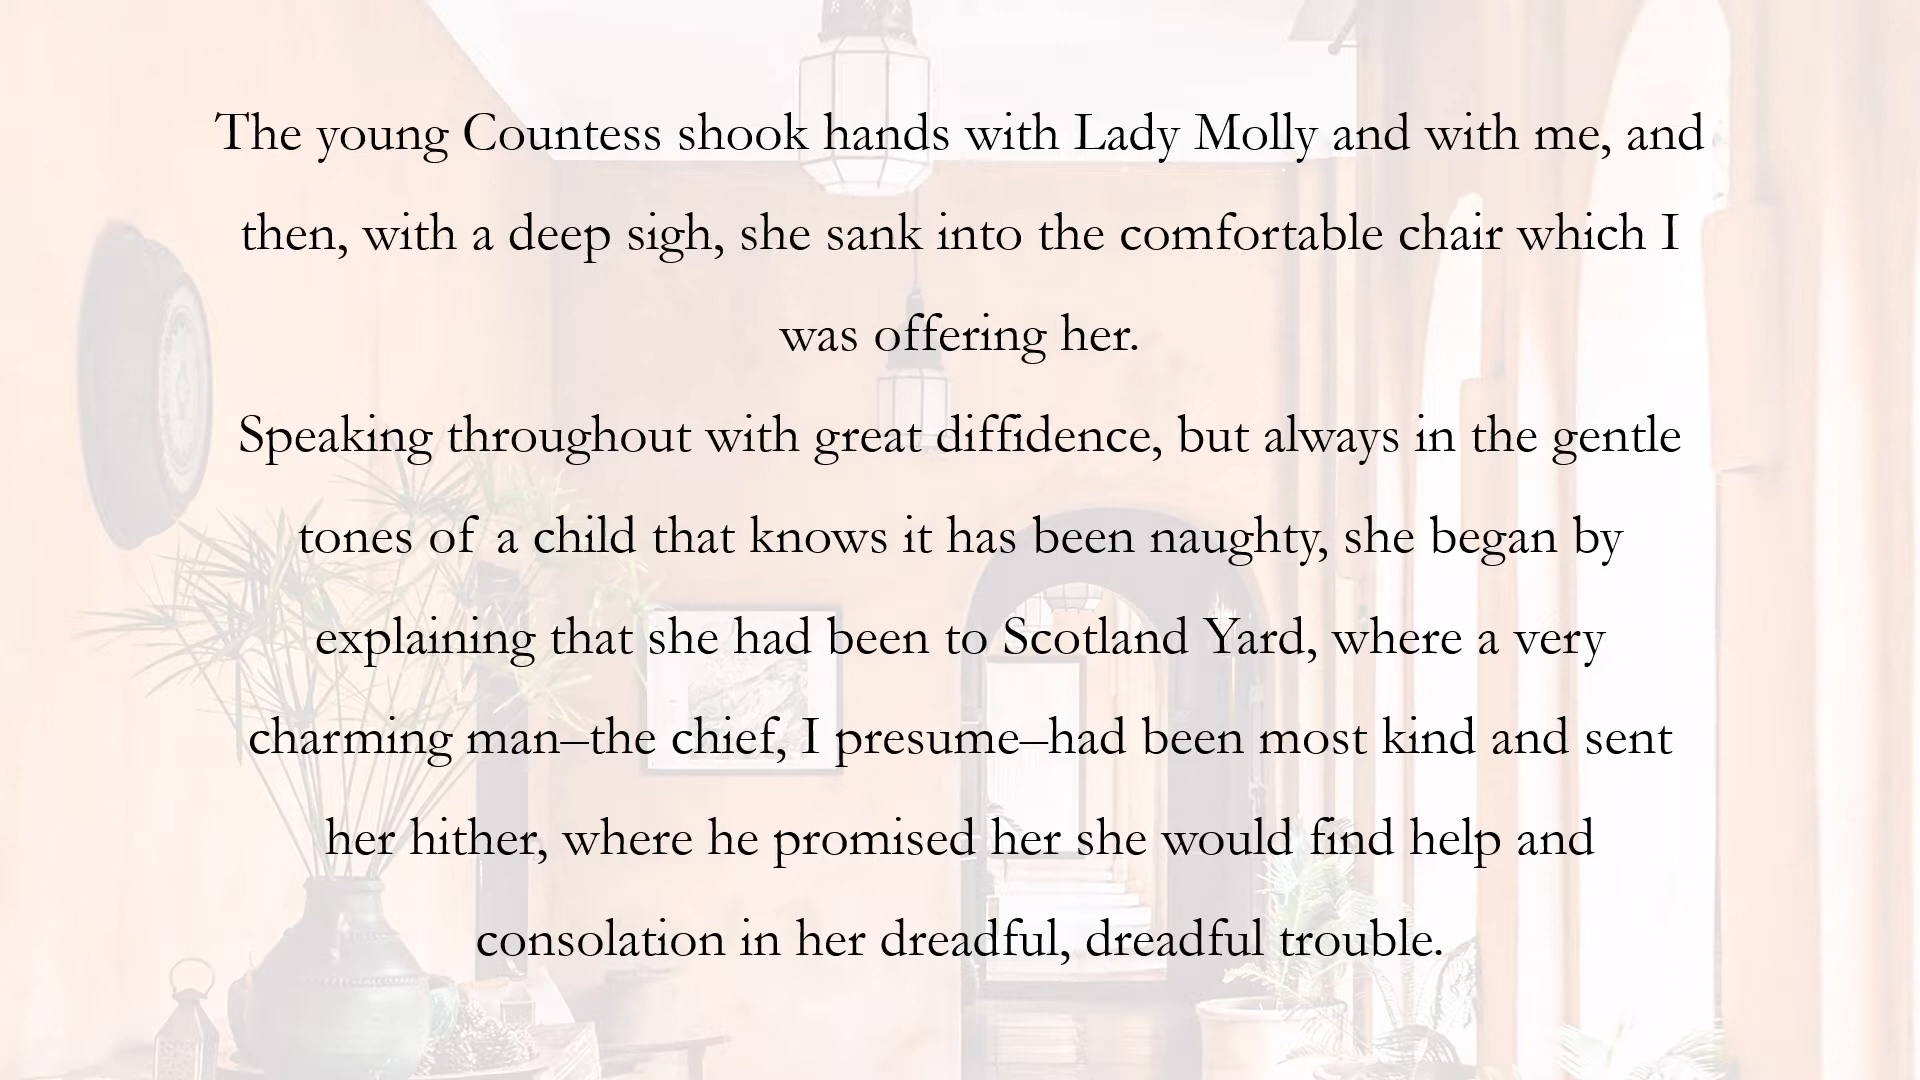 The young Countess shook hands with Lady Molly and with me, and
then, with a deep sigh, she sank into the comfortable chair which I
was offering her.
Speaking throughout with great diffidence, but always in the gentle
tones of a child that knows it has been naughty, she began by
explaining that she had been to Scotland Yard, where a very
charming man–the chief, I presume–had been most kind and sent
her hither, where he promised her she would find help and
consolation in her dreadful, dreadful trouble.